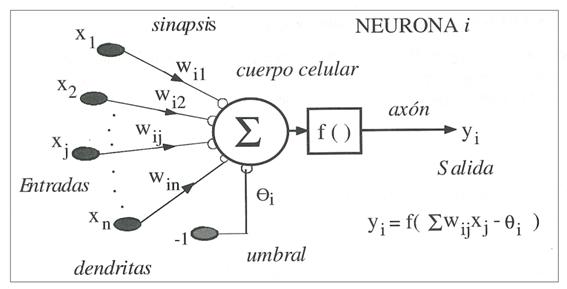 sinapsis
NEURONA i
x1
wi1
cuerpo celular
x2
wi2
xj
wij
Σ
f ( )
axón
yi
Salida
Entradas
win
xn
θi
-1
umbral
dendritas
yi = f( Σwijxj - θi )